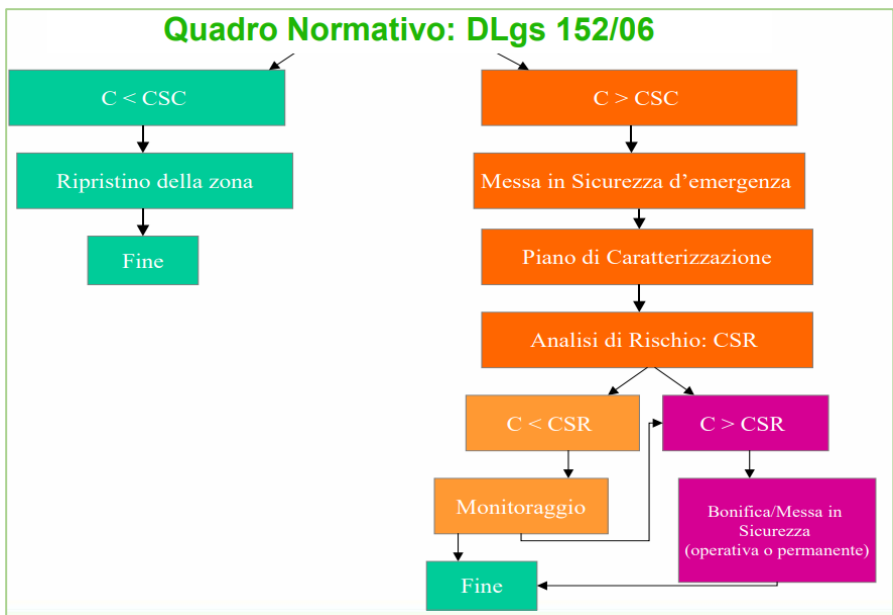 Quadro Normativo: DLgs 152/06
C < CSC
C > CSC
Ripristino della zona
Messa in Sicurezza d'emergenza
Fine
Piano di Caratterizzazione
Analisi di Rischio: CSR
C < CSR
C > CSR
Monitoraggio
Bonifica/Messa in
Sicurezza
(operativa o permanente)
Fine